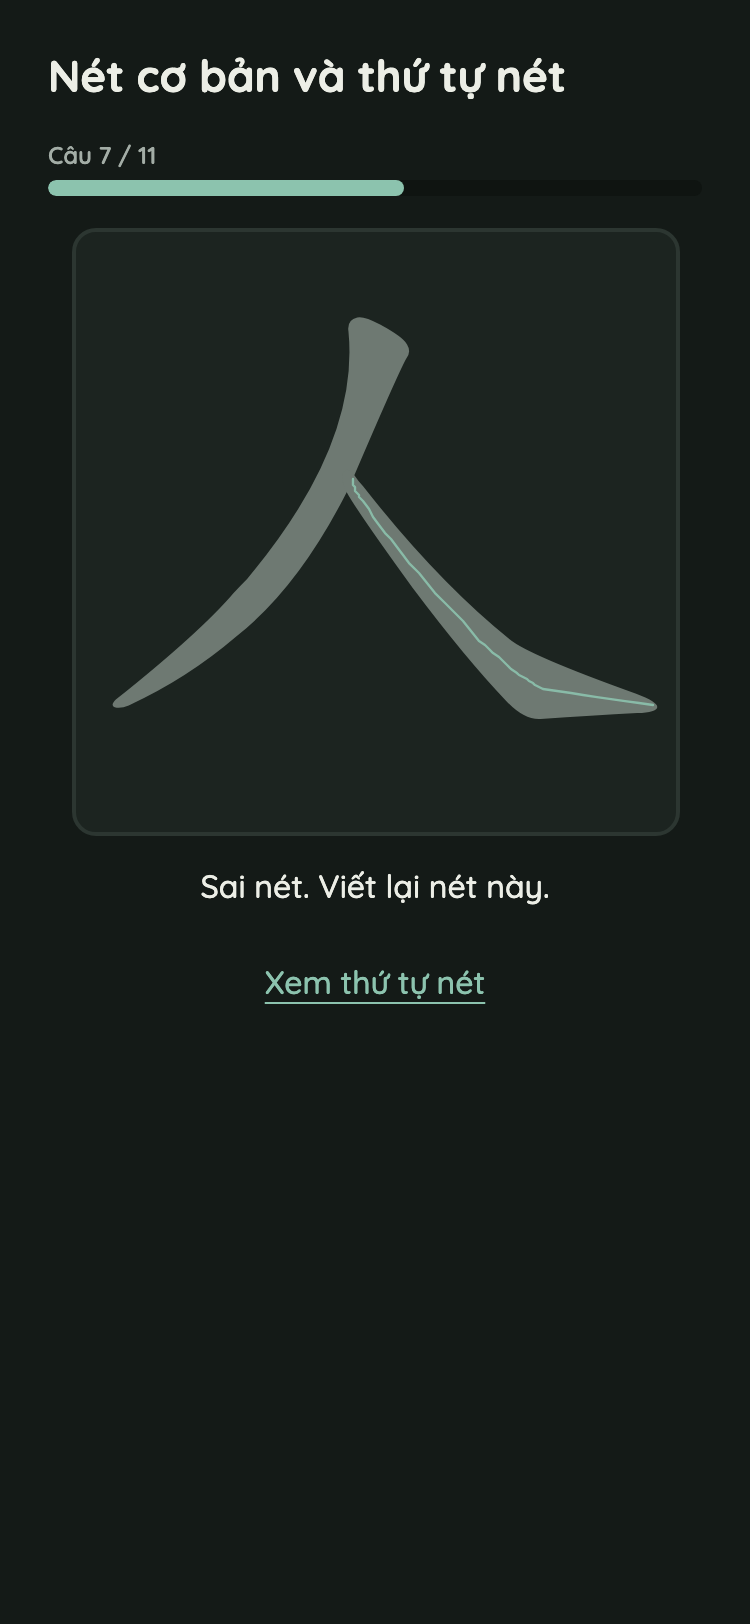 Nét cơ bản và thứ tự nét
Câu 7 / 11
人
Sai nét. Viết lại nét này.
Xem thứ tự nét